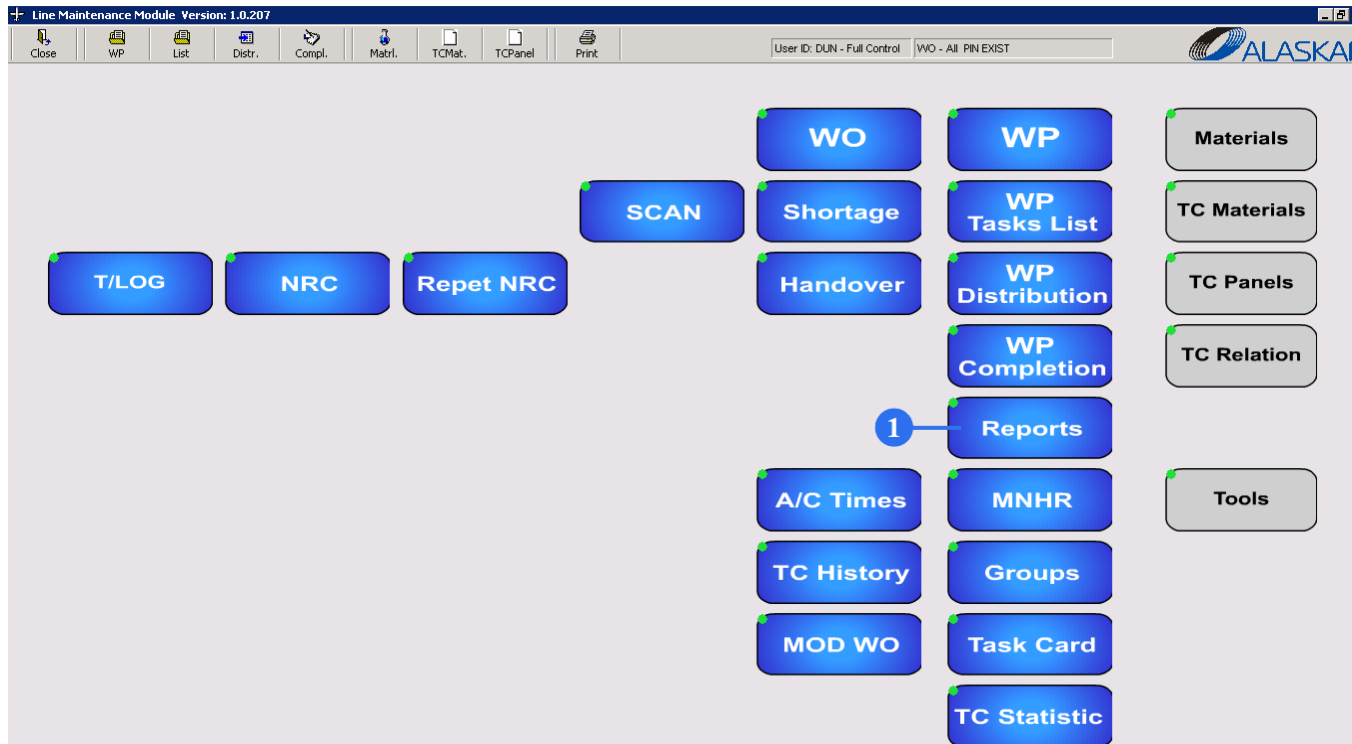 Line Maintenance Module Version: 1.0.207
Close WP List Distr. Compl. Matrl. TCMat. TCPanel Print
User ID: DUN - Full Control WO - All PIN EXIST
ALASKAR
WO WP Materials
SCAN Shortage WP Tasks List TC Materials
T/LOG NRC Repet NRC Handover WP Distribution TC Panels
WP Completion TC Relation
1 Reports
A/C Times MNHR Tools
TC History Groups
MOD WO Task Card
TC Statistic